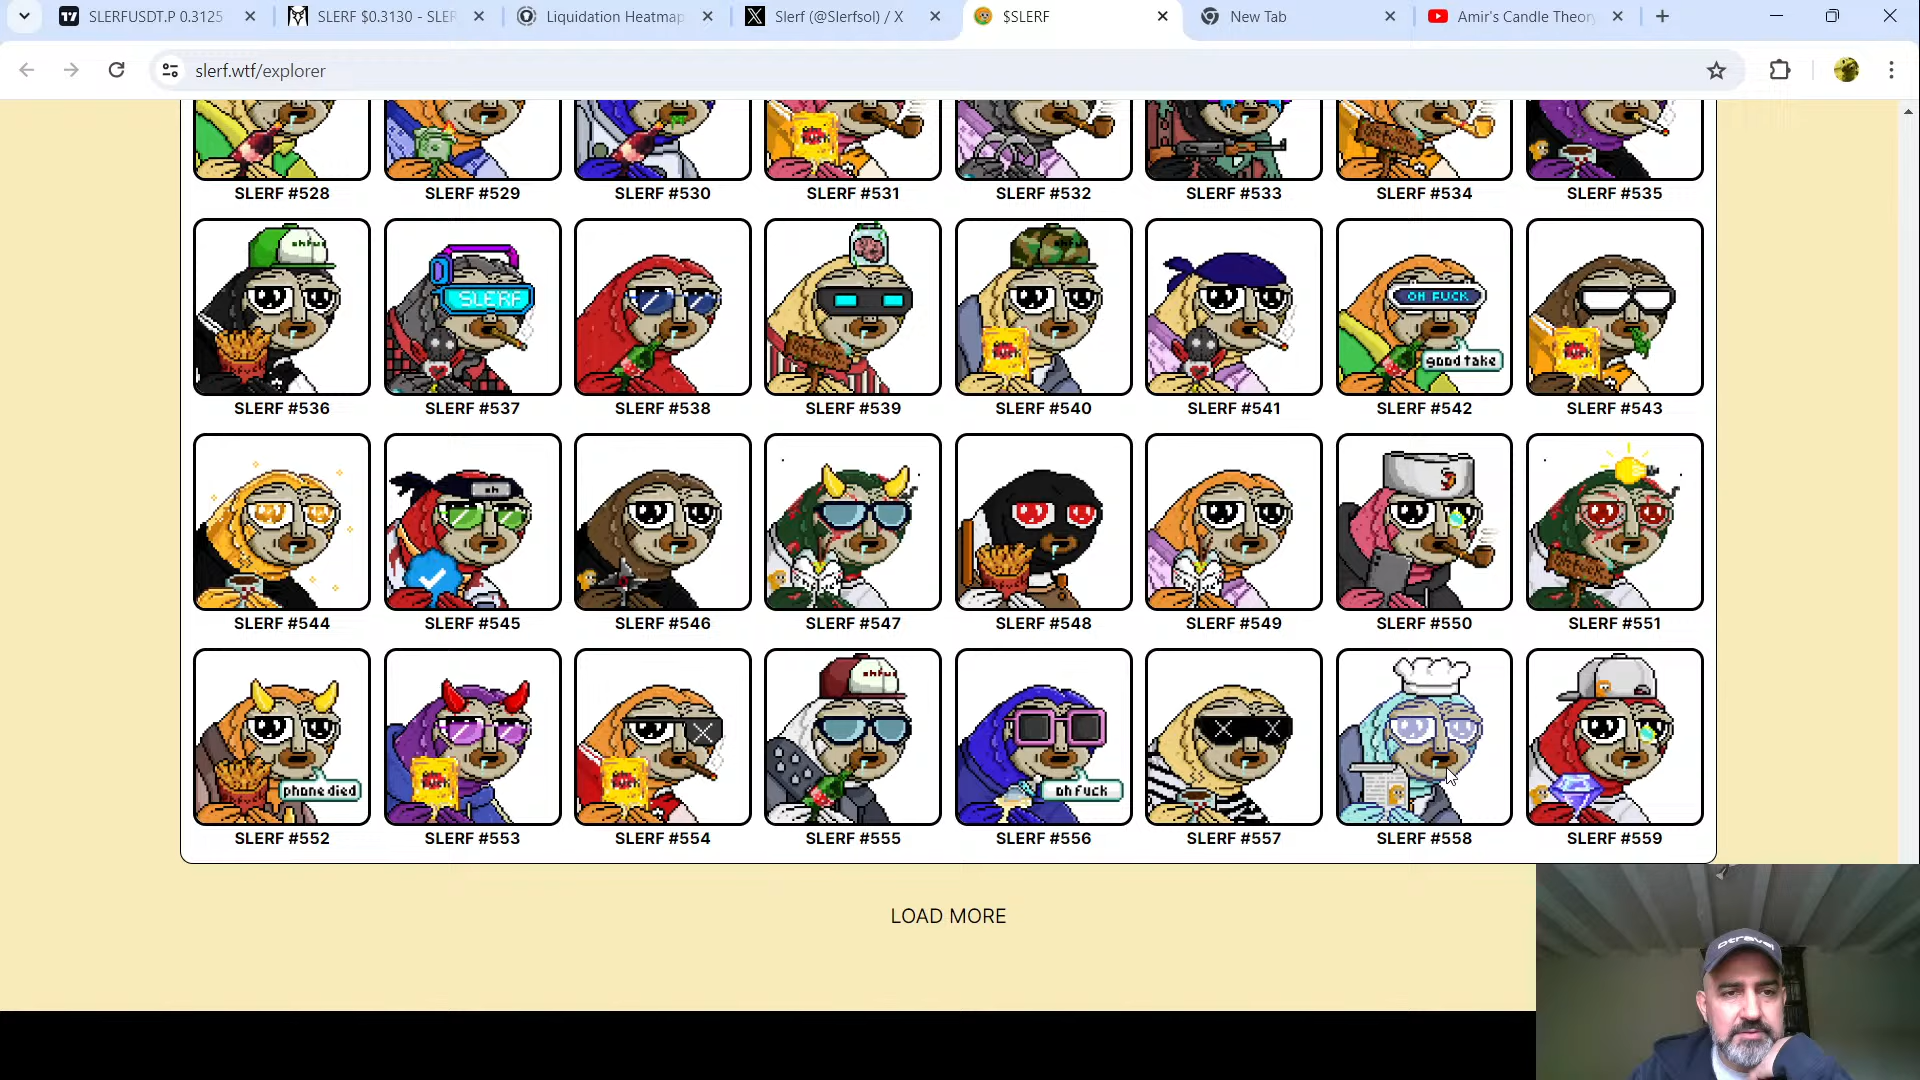 SLERFUSDT.P 0.3125
SLERF $0.3130 - SLER
Liquidation Heatmap
Slerf (@Slerfsol) / X
$SLERF
New Tab
Amir's Candle Theory
slerf.wtf/explorer
SLERF #528
SLERF #529
SLERF #530
SLERF #531
SLERF #532
SLERF #533
SLERF #534
SLERF #535
SLERF
OH FUCK
good take
SLERF #536
SLERF #537
SLERF #538
SLERF #539
SLERF #540
SLERF #541
SLERF #542
SLERF #543
oh
SLERF #544
SLERF #545
SLERF #546
SLERF #547
SLERF #548
SLERF #549
SLERF #550
SLERF #551
phone died
oh fuck
SLERF #552
SLERF #553
SLERF #554
SLERF #555
SLERF #556
SLERF #557
SLERF #558
SLERF #559
LOAD MORE